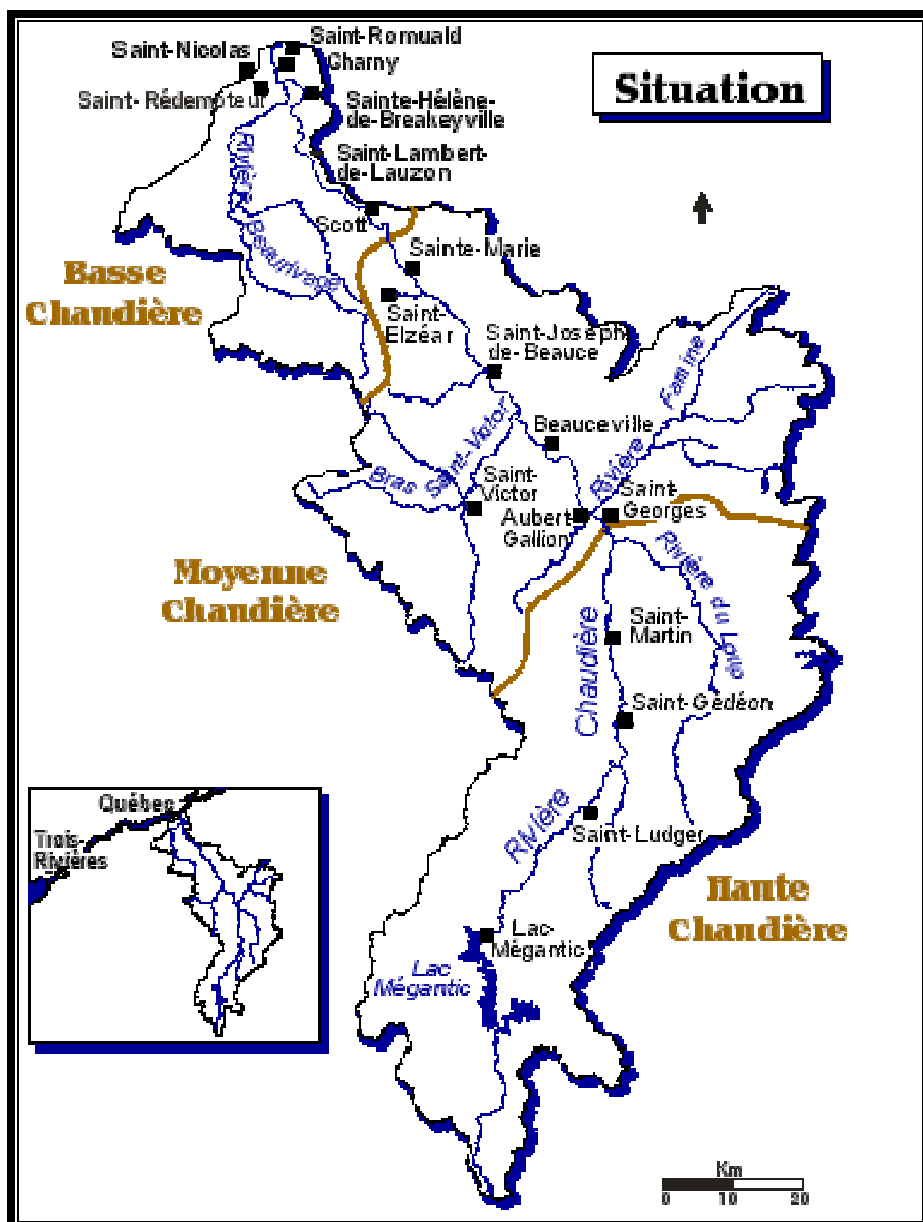 Situation
Saint-Romuald
Saint-Nicolas
Charny
Saint-Rédempteur
Sainte-Hélène-
de-Breakeyville
Saint-Lambert-
de-Lauzon
Rivière
Beaurivage
Scott
Sainte-Marie
Basse
Chaudière
Saint-
Elzéar
Saint-Joseph-
de-Beauce
Famine
Rivière
Beauceville
Bras
Saint-Victor
Saint-
Victor
Saint-
Georges
Aubert-
Gallion
Moyenne
Chaudière
Rivière du Loup
Saint-
Martin
Chaudière
Rivière
Saint-Gédéon
Saint-Ludger
Haute
Chaudière
Lac-
Mégantic
Lac
Mégantic
Québec
Trois-
Rivières
Km
0 10 20